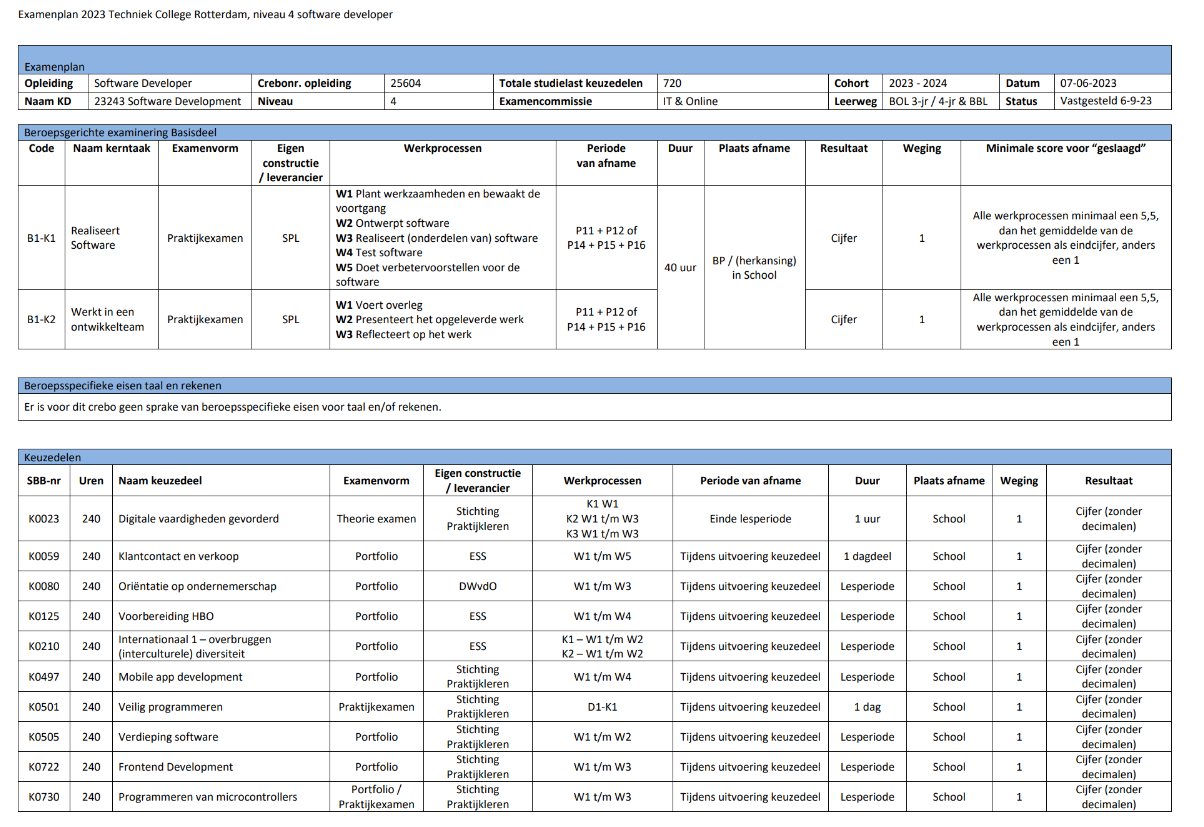 Examenplan 2023 Techniek College Rotterdam, niveau 4 software developer
Examenplan
Opleiding Software Developer Crebonr. opleiding 25604 Totale studielast keuzedelen 720 Cohort 2023 - 2024 Datum 07-06-2023
Naam KD 23243 Software Development Niveau 4 Examencommissie IT & Online Leerweg BOL 3-jr / 4-jr & BBL Status Vastgesteld 6-9-23
Beroepsgerichte examinering Basisdeel
Code Naam kerntaak Examenvorm Eigen constructie / leverancier Werkprocessen Periode van afname Duur Plaats afname Resultaat Weging Minimale score voor “geslaagd”
B1-K1 Realiseert Software Praktijkexamen SPL
W1 Plant werkzaamheden en bewaakt de
voortgang
W2 Ontwerpt software
W3 Realiseert (onderdelen van) software
W4 Test software
W5 Doet verbetervoorstellen voor de
software
P11 + P12 of
P14 + P15 + P16
40 uur
BP / (herkansing)
in School
Cijfer 1
Alle werkprocessen minimaal een 5,5,
dan het gemiddelde van de
werkprocessen als eindcijfer, anders
een 1
B1-K2 Werkt in een ontwikkelteam Praktijkexamen SPL
W1 Voert overleg
W2 Presenteert het opgeleverde werk
W3 Reflecteert op het werk
P11 + P12 of
P14 + P15 + P16
Cijfer 1
Alle werkprocessen minimaal een 5,5,
dan het gemiddelde van de
werkprocessen als eindcijfer, anders
een 1
Beroepsspecifieke eisen taal en rekenen
Er is voor dit crebo geen sprake van beroepsspecifieke eisen voor taal en/of rekenen.
Keuzedelen
SBB-nr Uren Naam keuzedeel Examenvorm Eigen constructie / leverancier Werkprocessen Periode van afname Duur Plaats afname Weging Resultaat
K0023 240 Digitale vaardigheden gevorderd Theorie examen Stichting Praktijkleren K1 W1 K2 W1 t/m W3 K3 W1 t/m W3 Einde lesperiode 1 uur School 1 Cijfer (zonder decimalen)
K0059 240 Klantcontact en verkoop Portfolio ESS W1 t/m W5 Tijdens uitvoering keuzedeel 1 dagdeel School 1 Cijfer (zonder decimalen)
K0080 240 Oriëntatie op ondernemerschap Portfolio DWvdO W1 t/m W3 Tijdens uitvoering keuzedeel Lesperiode School 1 Cijfer (zonder decimalen)
K0125 240 Voorbereiding HBO Portfolio ESS W1 t/m W4 Tijdens uitvoering keuzedeel Lesperiode School 1 Cijfer (zonder decimalen)
K0210 240 Internationaal 1 – overbruggen (interculturele) diversiteit Portfolio ESS K1 – W1 t/m W2 K2 – W1 t/m W2 Tijdens uitvoering keuzedeel Lesperiode School 1 Cijfer (zonder decimalen)
K0497 240 Mobile app development Portfolio Stichting Praktijkleren W1 t/m W4 Tijdens uitvoering keuzedeel Lesperiode School 1 Cijfer (zonder decimalen)
K0501 240 Veilig programmeren Praktijkexamen Stichting Praktijkleren D1-K1 Tijdens uitvoering keuzedeel 1 dag School 1 Cijfer (zonder decimalen)
K0505 240 Verdieping software Portfolio Stichting Praktijkleren W1 t/m W2 Tijdens uitvoering keuzedeel Lesperiode School 1 Cijfer (zonder decimalen)
K0722 240 Frontend Development Portfolio Stichting Praktijkleren W1 t/m W3 Tijdens uitvoering keuzedeel Lesperiode School 1 Cijfer (zonder decimalen)
K0730 240 Programmeren van microcontrollers Portfolio / Praktijkexamen Stichting Praktijkleren W1 t/m W3 Tijdens uitvoering keuzedeel Lesperiode School 1 Cijfer (zonder decimalen)